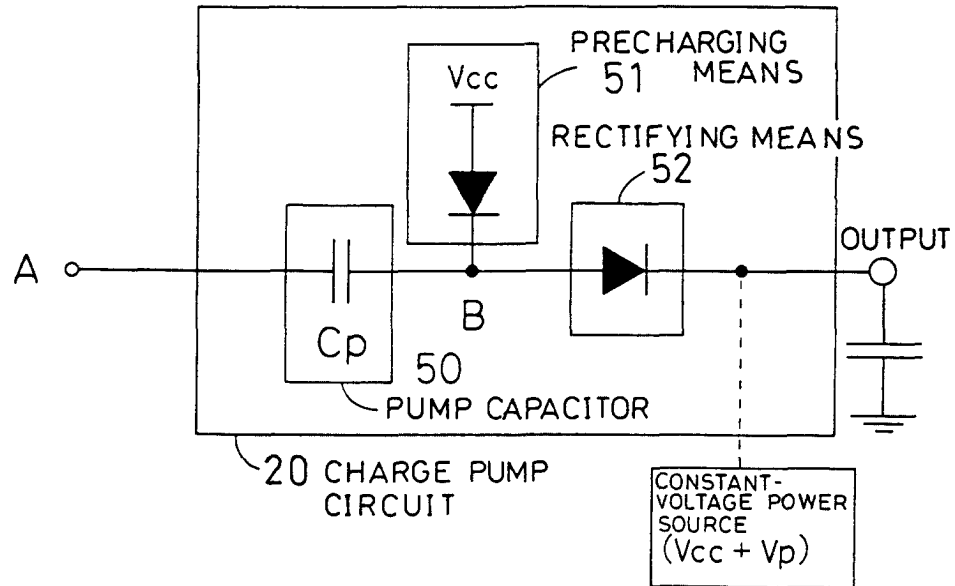 PRECHARGING
51 MEANS
Vcc
RECTIFYING MEANS
52
A
B
OUTPUT
Cp
50
PUMP CAPACITOR
20 CHARGE PUMP
CIRCUIT
CONSTANT-
VOLTAGE POWER
SOURCE
(Vcc + Vp)